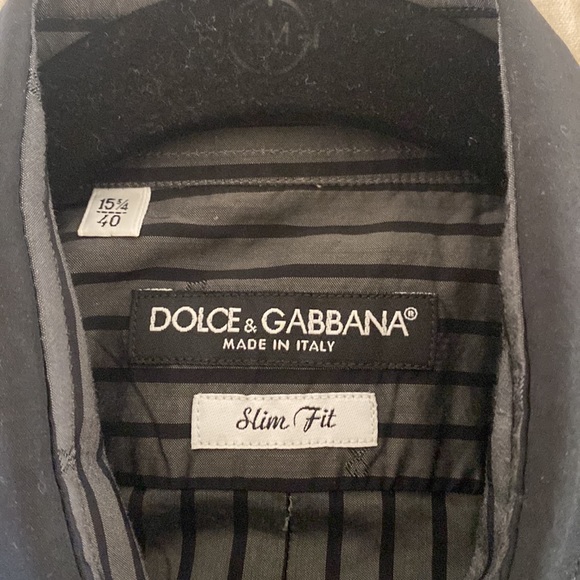 15¾
40
DOLCE & GABBANA®
MADE IN ITALY
Slim Fit